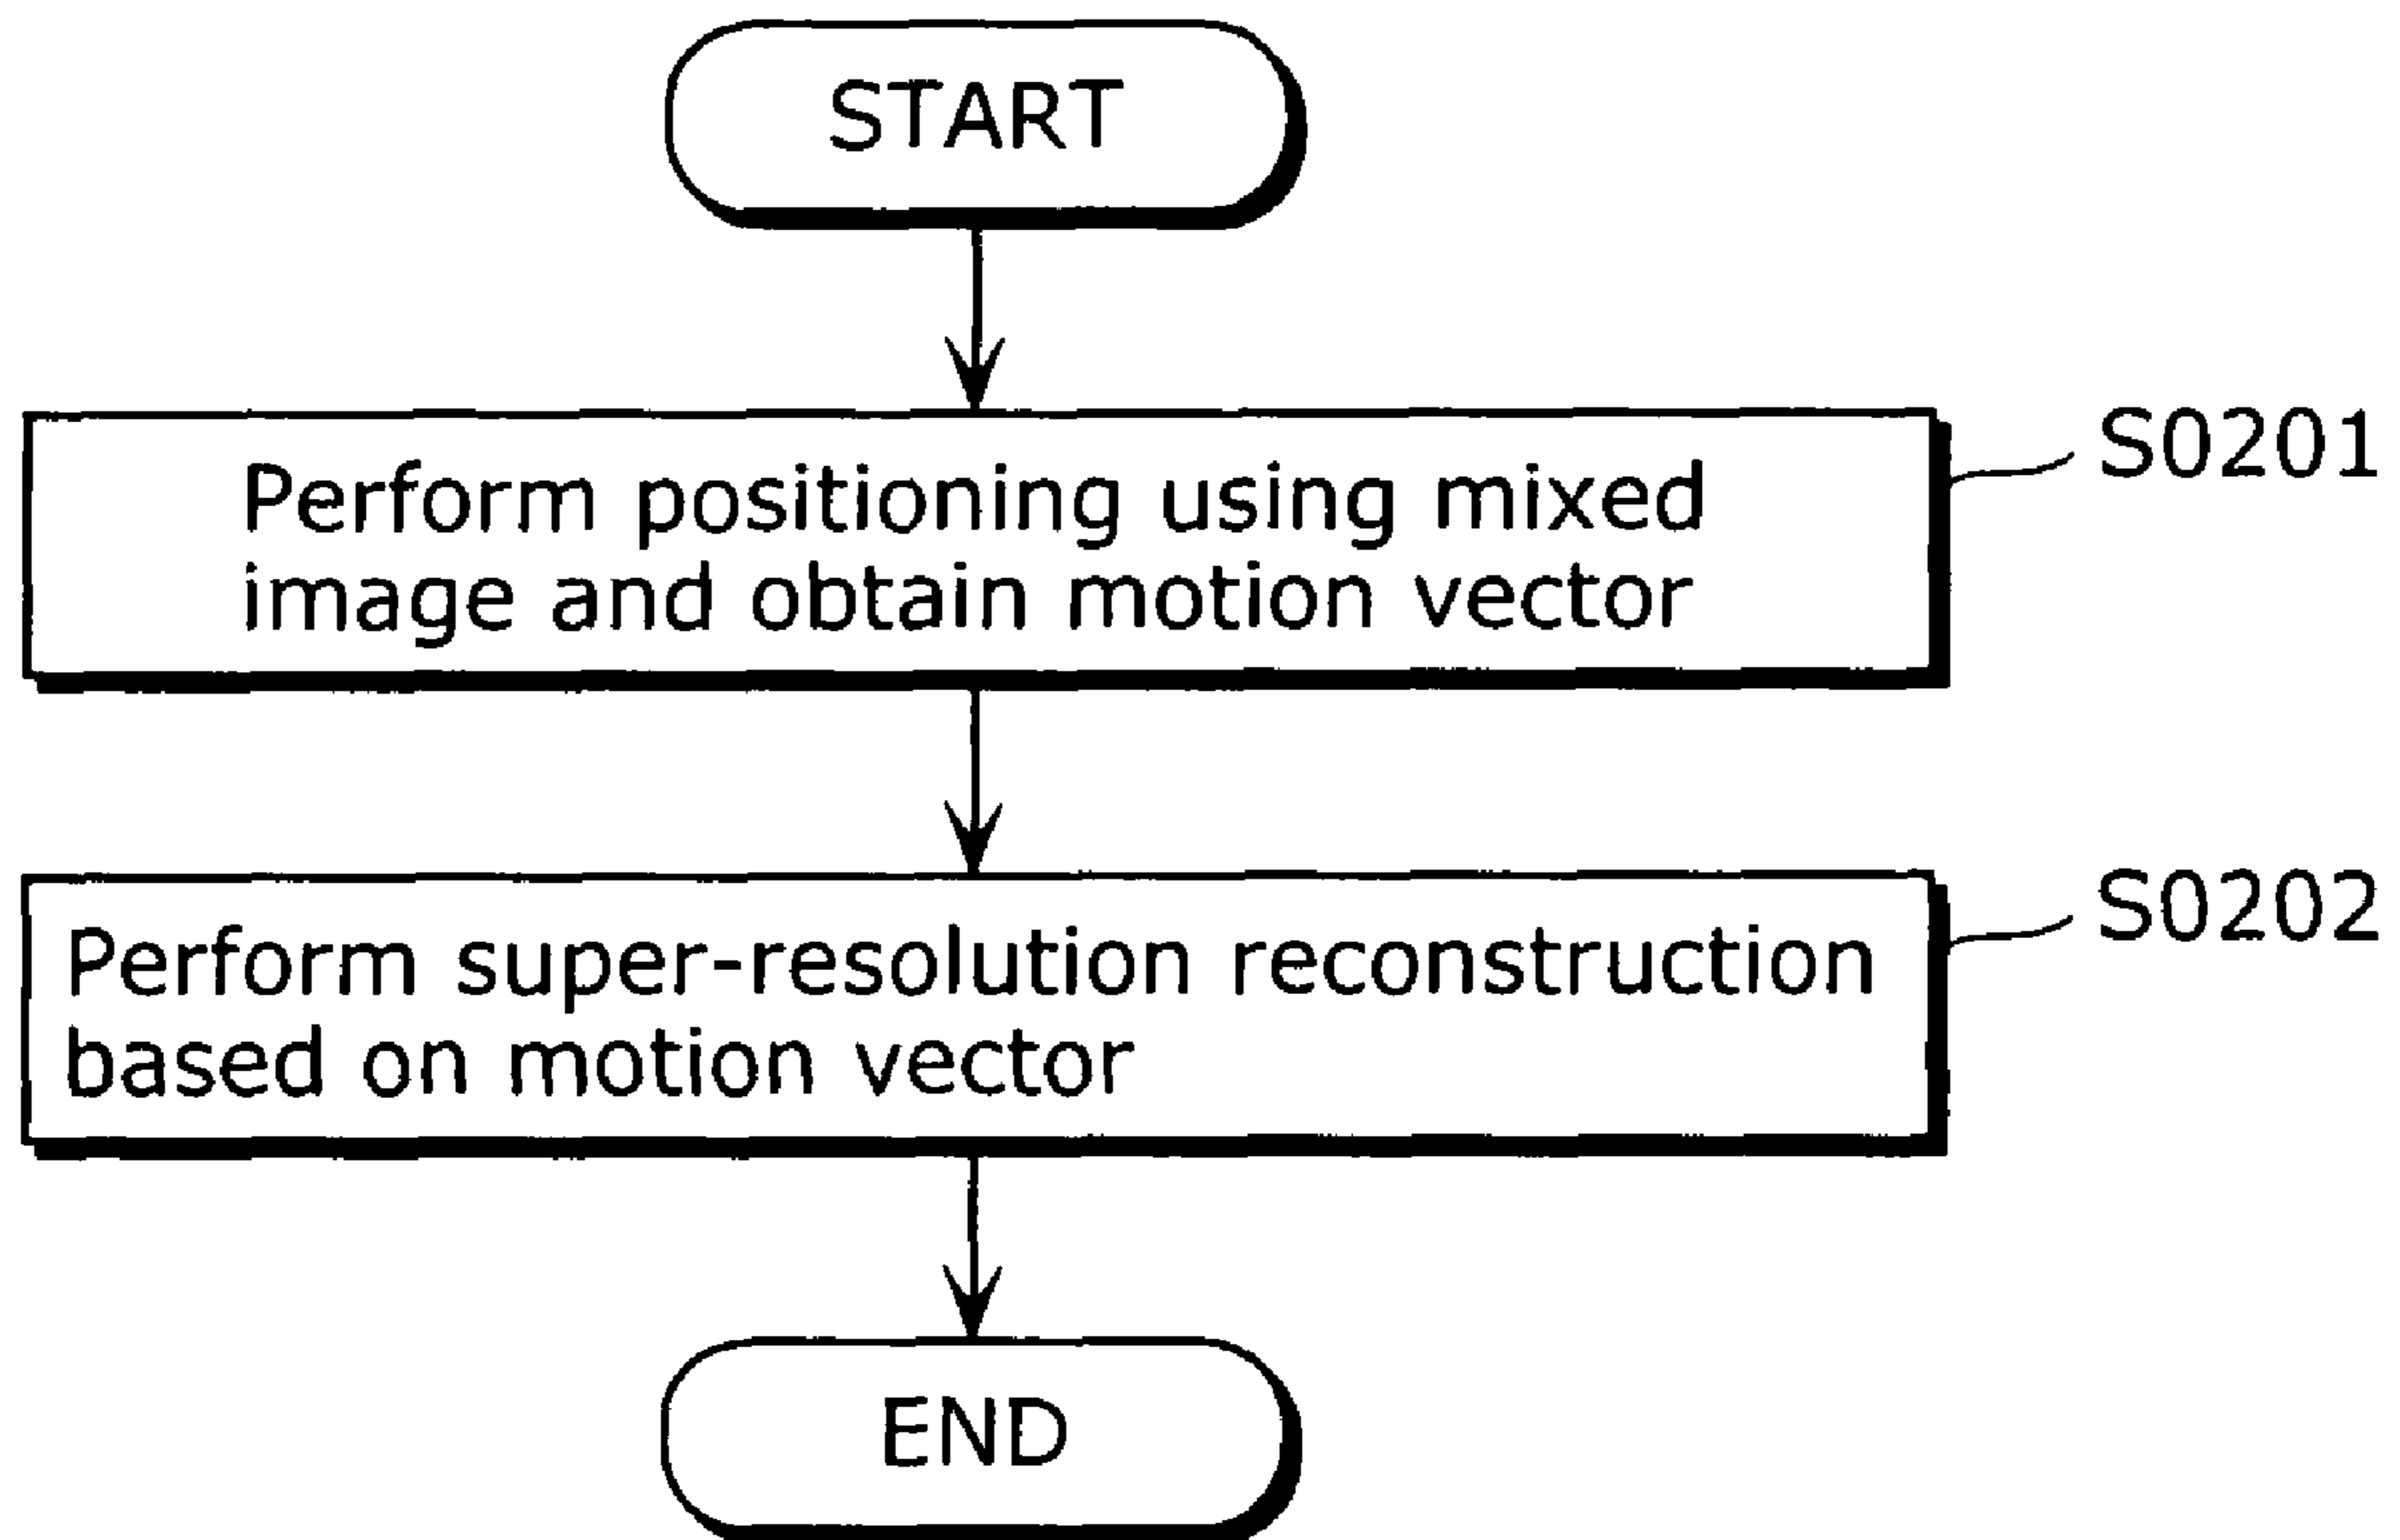 START
Perform positioning using mixed
image and obtain motion vector
S0201
Perform super-resolution reconstruction
based on motion vector
S0202
END